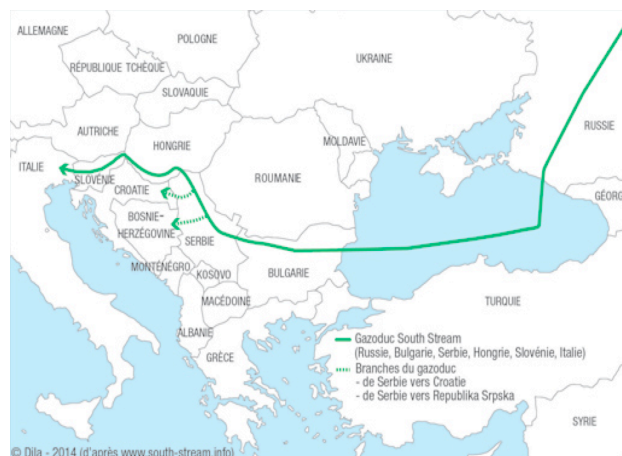 ALLEMAGNE
POLOGNE
UKRAINE
RÉPUBLIQUE TCHÈQUE
SLOVAQUIE
AUTRICHE
HONGRIE
MOLDAVIE
RUSSIE
ITALIE
SLOVÉNIE
ROUMANIE
CROATIE
GÉORG
BOSNIE-
HERZÉGOVINE
SERBIE
MONTÉNÉGRO
KOSOVO
BULGARIE
MACÉDOINE
TURQUIE
ALBANIE
GRÈCE
Gazoduc South Stream
(Russie, Bulgarie, Serbie, Hongrie, Slovénie, Italie)
Branches du gazoduc
- de Serbie vers Croatie
- de Serbie vers Republika Srpska
SYRIE
© Dila - 2014 (d'après www.south-stream.info)